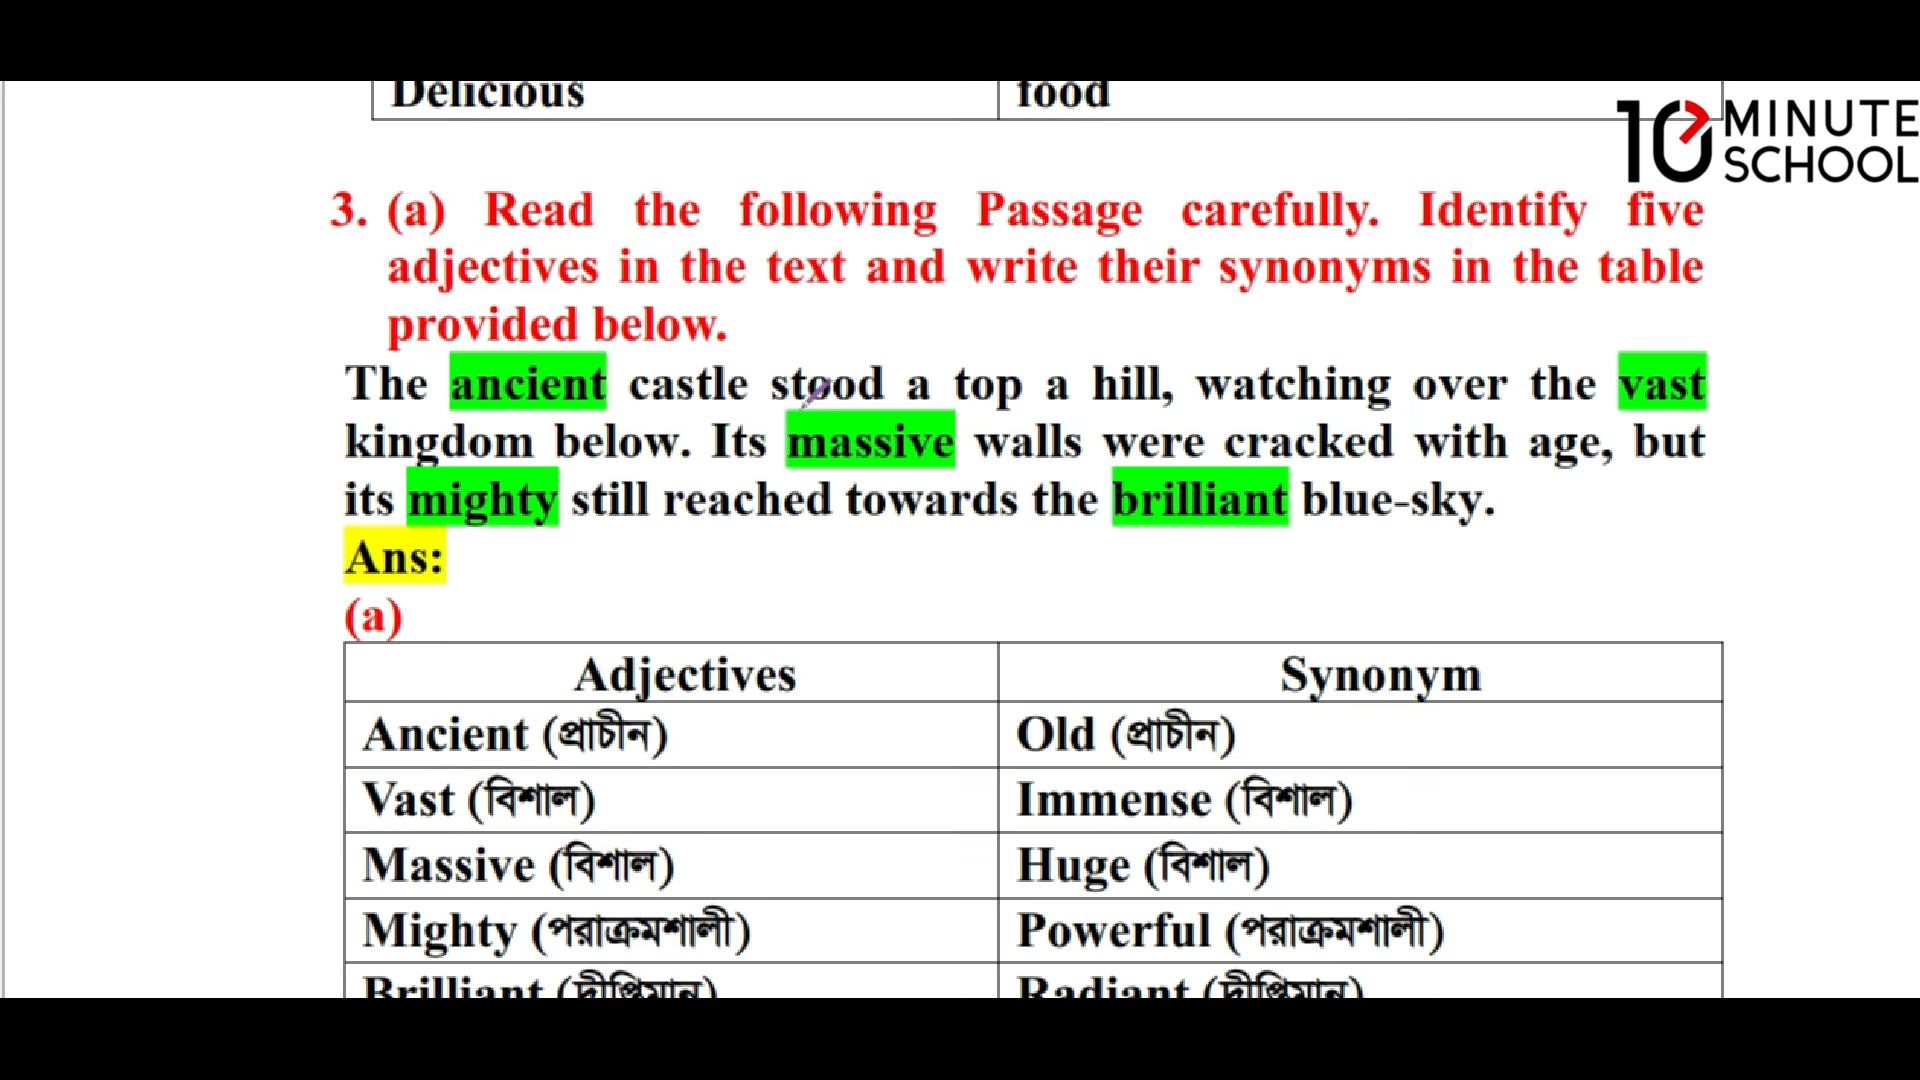 Delicious food
10 MINUTE
SCHOOL
3. (a) Read the following Passage carefully. Identify five
adjectives in the text and write their synonyms in the table
provided below.
The ancient castle stood a top a hill, watching over the vast
kingdom below. Its massive walls were cracked with age, but
its mighty still reached towards the brilliant blue-sky.
Ans:
(a)
Adjectives Synonym
Ancient (প্রাচীন) Old (প্রাচীন)
Vast (বিশাল) Immense (বিশাল)
Massive (বিশাল) Huge (বিশাল)
Mighty (পরাক্রমশালী) Powerful (পরাক্রমশালী)
Brilliant (দীপ্তিমান) Radiant (দীপ্তিমান)